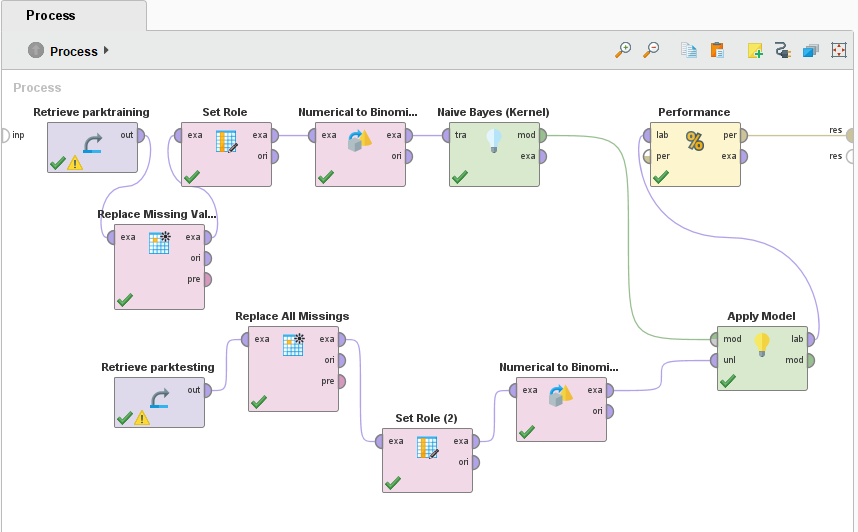 Process
Process
Process
inp
Retrieve parktraining
out
Set Role
exa exa
ori
Numerical to Binomi...
exa exa
ori
Naive Bayes (Kernel)
tra mod
exa
Performance
lab per
per exa
res
res
Replace Missing Val...
exa exa
ori
pre
Replace All Missings
exa exa
ori
pre
Apply Model
mod lab
unl mod
Retrieve parktesting
out
Numerical to Binomi...
exa exa
ori
Set Role (2)
exa exa
ori